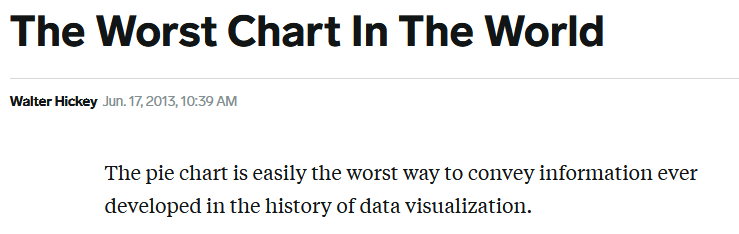 The Worst Chart In The World
Walter Hickey Jun. 17, 2013, 10:39 AM
The pie chart is easily the worst way to convey information ever
developed in the history of data visualization.